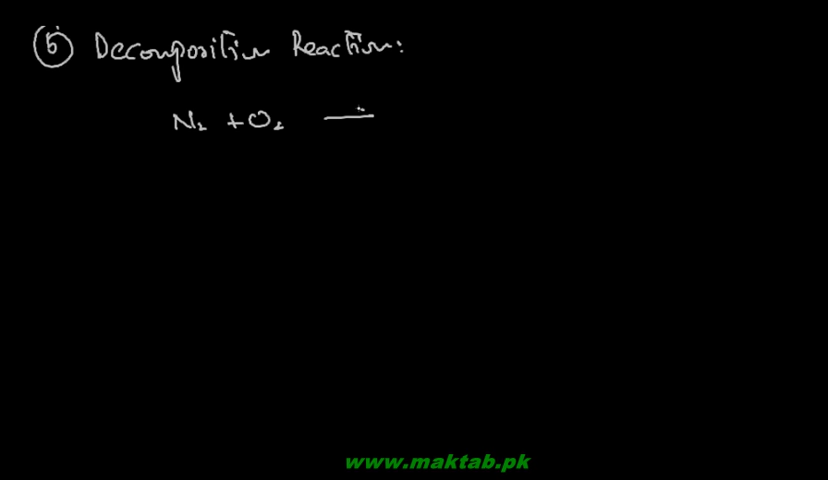 ⑤ Decomposition Reaction:
N₂ + O₂ —
www.maktab.pk